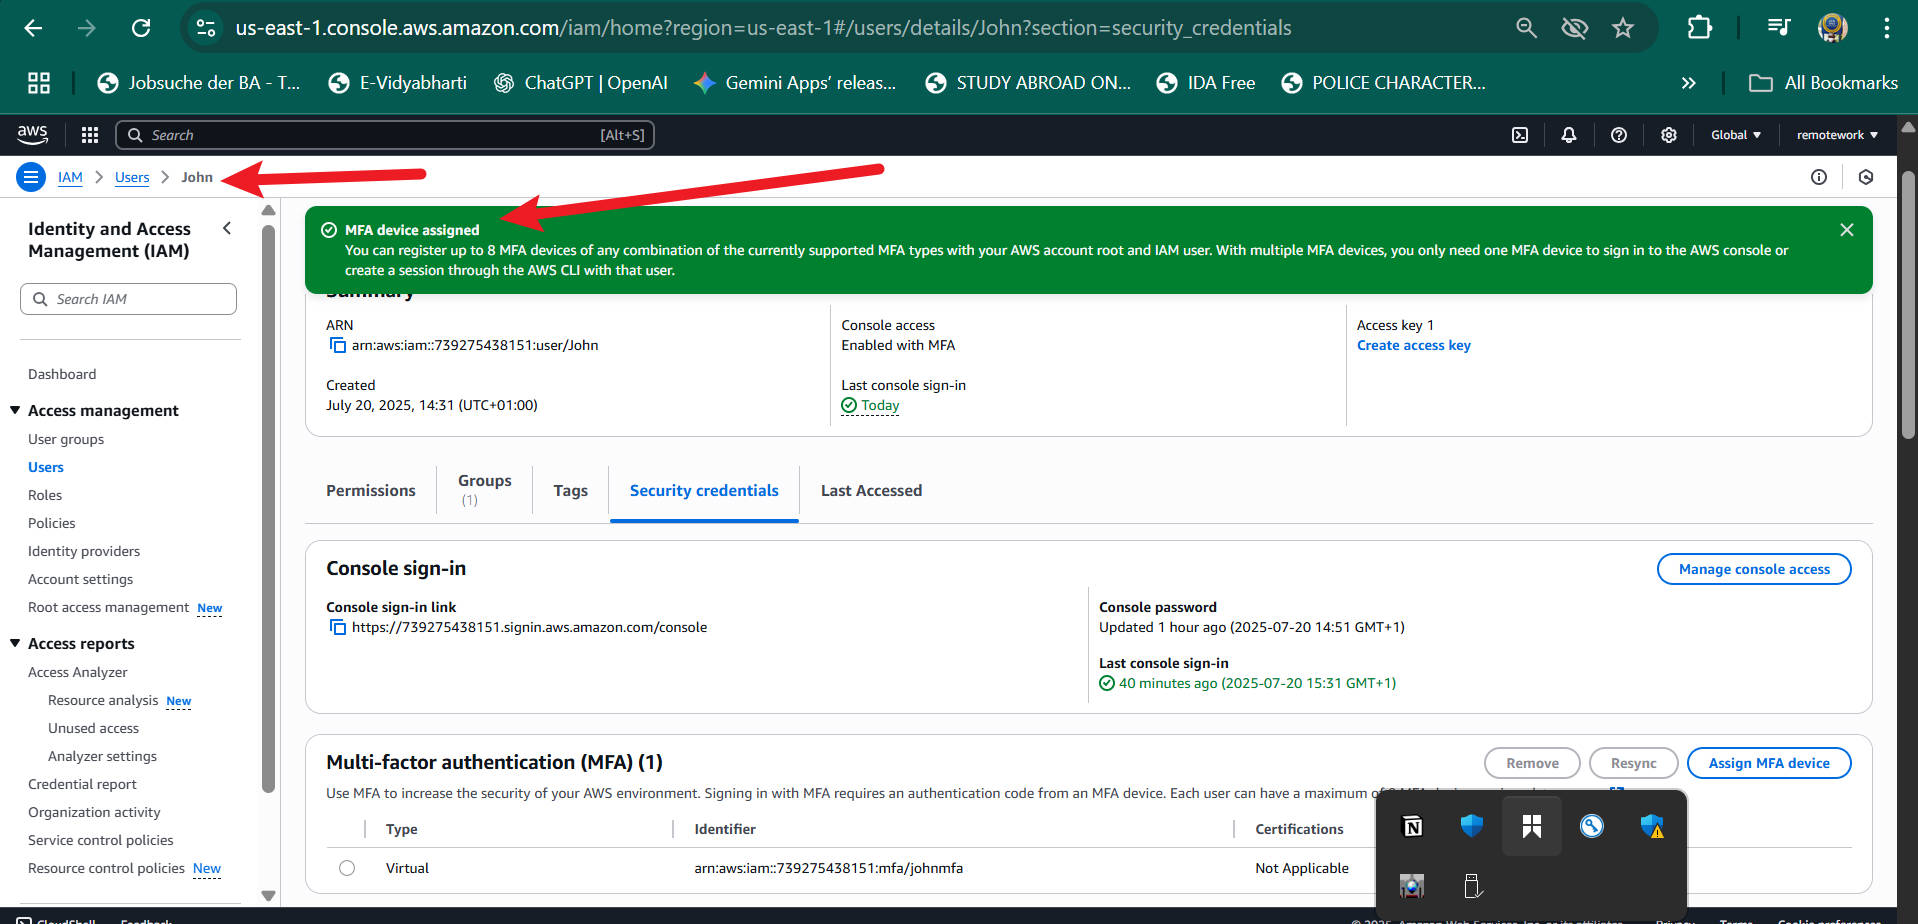 us-east-1.console.aws.amazon.com/iam/home?region=us-east-1#/users/details/John?section=security_credentials
Jobsuche der BA - T...
E-Vidyabharti
ChatGPT | OpenAI
Gemini Apps’ releas...
STUDY ABROAD ON...
IDA Free
POLICE CHARACTER...
All Bookmarks
aws
Search
[Alt+S]
Global
remotework
IAM
Users
John
Identity and Access
Management (IAM)
Search IAM
Dashboard
Access management
User groups
Users
Roles
Policies
Identity providers
Account settings
Root access management New
Access reports
Access Analyzer
Resource analysis New
Unused access
Analyzer settings
Credential report
Organization activity
Service control policies
Resource control policies New
MFA device assigned
You can register up to 8 MFA devices of any combination of the currently supported MFA types with your AWS account root and IAM user. With multiple MFA devices, you only need one MFA device to sign in to the AWS console or
create a session through the AWS CLI with that user.
Summary
ARN
arn:aws:iam::739275438151:user/John
Created
July 20, 2025, 14:31 (UTC+01:00)
Console access
Enabled with MFA
Last console sign-in
Today
Access key 1
Create access key
Permissions
Groups
(1)
Tags
Security credentials
Last Accessed
Console sign-in
Manage console access
Console sign-in link
https://739275438151.signin.aws.amazon.com/console
Console password
Updated 1 hour ago (2025-07-20 14:51 GMT+1)
Last console sign-in
40 minutes ago (2025-07-20 15:31 GMT+1)
Multi-factor authentication (MFA) (1)
Remove
Resync
Assign MFA device
Use MFA to increase the security of your AWS environment. Signing in with MFA requires an authentication code from an MFA device. Each user can have a maximum of
Type
Identifier
Certifications
Virtual
arn:aws:iam::739275438151:mfa/johnmfa
Not Applicable
CloudShell
Feedback
Privacy
Terms
Cookie preferences